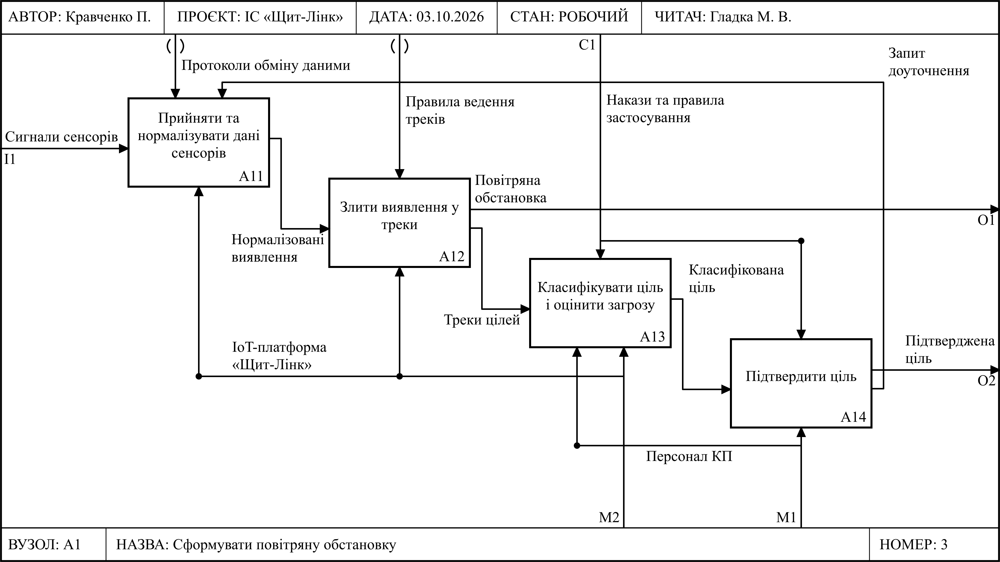 АВТОР: Кравченко П.
ПРОЄКТ: ІС «Щит-Лінк»
ДАТА: 03.10.2026
СТАН: РОБОЧИЙ
ЧИТАЧ: Гладка М. В.
( )
( )
C1
Запит
доуточнення
Протоколи обміну даними
Правила ведення
треків
Накази та правила
застосування
Прийняти та
нормалізувати дані
сенсорів
A11
Сигнали сенсорів
I1
Повітряна
обстановка
O1
Злити виявлення у
треки
A12
Нормалізовані
виявлення
Класифікована
ціль
Класифікувати ціль
і оцінити загрозу
A13
Треки цілей
Підтверджена
ціль
O2
ІоТ-платформа
«Щит-Лінк»
Підтвердити ціль
A14
Персонал КП
M2
M1
ВУЗОЛ: A1
НАЗВА: Сформувати повітряну обстановку
НОМЕР: 3